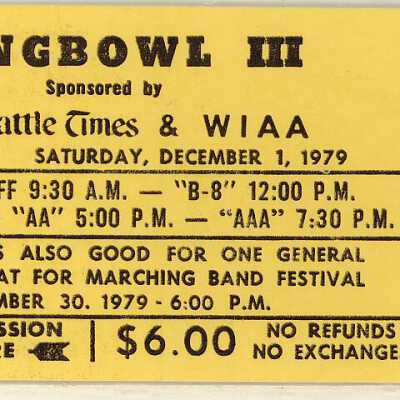 NGBOWL III
Sponsored by
attle Times & WIAA
SATURDAY, DECEMBER 1, 1979
FF 9:30 A.M. — "B-8" 12:00 P.M.
"AA" 5:00 P.M. — "AAA" 7:30 P.M.
S ALSO GOOD FOR ONE GENERAL
AT FOR MARCHING BAND FESTIVAL
MBER 30. 1979 - 6:00 P.M.
SSION
RE
$6.00
NO REFUNDS
NO EXCHANGE